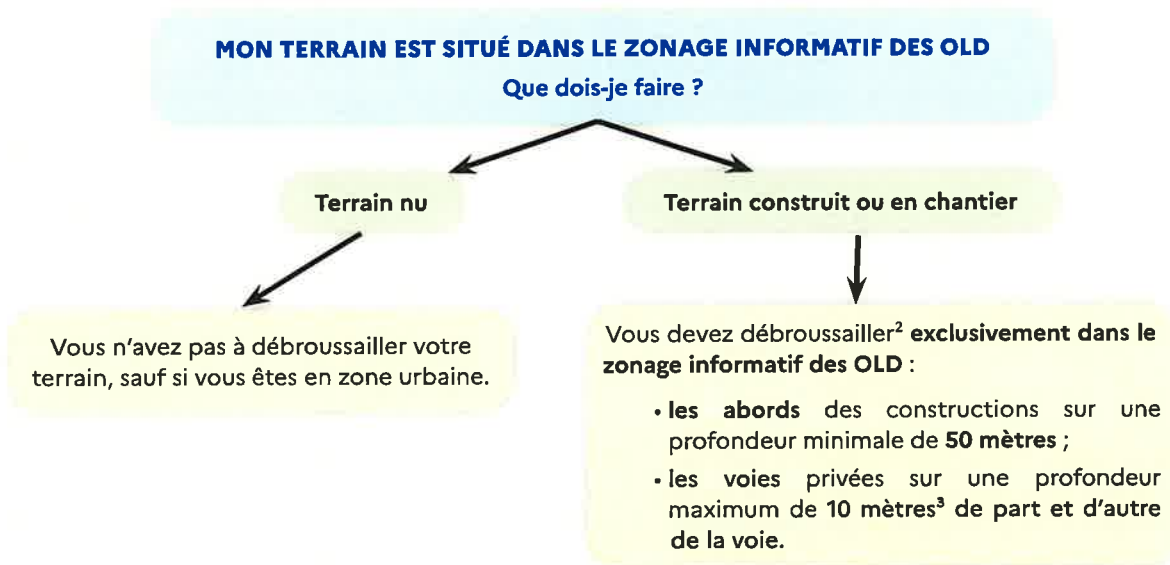 MON TERRAIN EST SITUÉ DANS LE ZONAGE INFORMATIF DES OLD
Que dois-je faire ?
Terrain nu
Terrain construit ou en chantier
Vous n'avez pas à débroussailler votre
terrain, sauf si vous êtes en zone urbaine.
Vous devez débroussailler² exclusivement dans le
zonage informatif des OLD :
• les abords des constructions sur une
profondeur minimale de 50 mètres ;
• les voies privées sur une profondeur
maximum de 10 mètres³ de part et d'autre
de la voie.